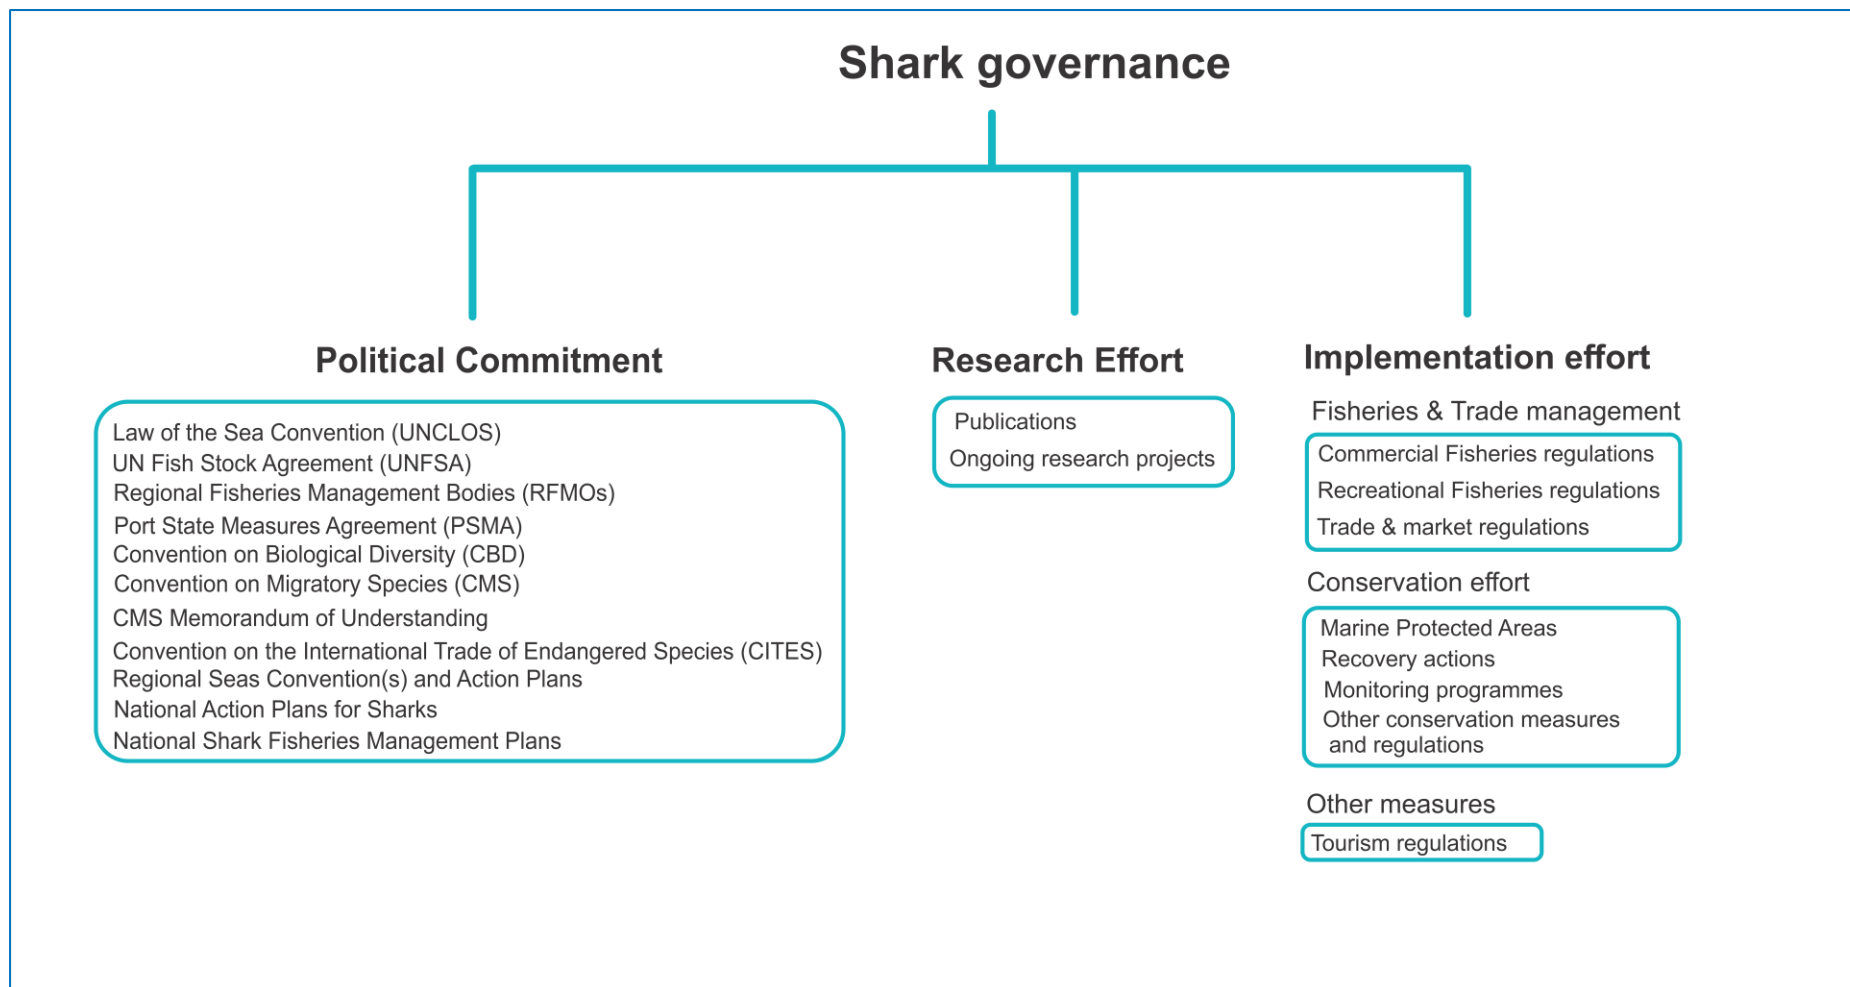 Shark governance
Political Commitment
Law of the Sea Convention (UNCLOS)
UN Fish Stock Agreement (UNFSA)
Regional Fisheries Management Bodies (RFMOs)
Port State Measures Agreement (PSMA)
Convention on Biological Diversity (CBD)
Convention on Migratory Species (CMS)
CMS Memorandum of Understanding
Convention on the International Trade of Endangered Species (CITES)
Regional Seas Convention(s) and Action Plans
National Action Plans for Sharks
National Shark Fisheries Management Plans
Research Effort
Publications
Ongoing research projects
Implementation effort
Fisheries & Trade management
Commercial Fisheries regulations
Recreational Fisheries regulations
Trade & market regulations
Conservation effort
Marine Protected Areas
Recovery actions
Monitoring programmes
Other conservation measures
and regulations
Other measures
Tourism regulations